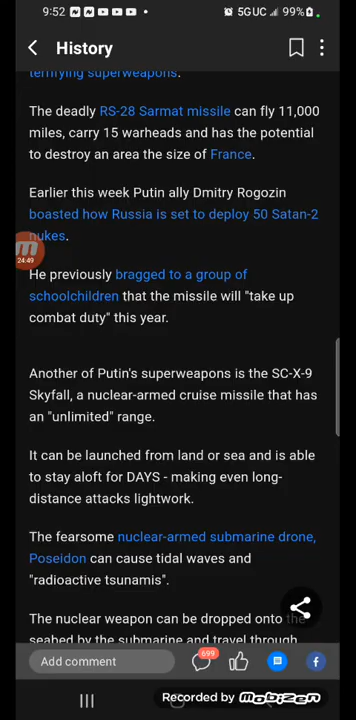 9:52
5GUC 99%
History
terrifying superweapons.
The deadly RS-28 Sarmat missile can fly 11,000
miles, carry 15 warheads and has the potential
to destroy an area the size of France.
Earlier this week Putin ally Dmitry Rogozin
boasted how Russia is set to deploy 50 Satan-2
nukes.
24:49
He previously bragged to a group of
schoolchildren that the missile will "take up
combat duty" this year.
Another of Putin's superweapons is the SC-X-9
Skyfall, a nuclear-armed cruise missile that has
an "unlimited" range.
It can be launched from land or sea and is able
to stay aloft for DAYS - making even long-
distance attacks lightwork.
The fearsome nuclear-armed submarine drone,
Poseidon can cause tidal waves and
"radioactive tsunamis".
The nuclear weapon can be dropped onto the
seabed by the submarine and travel through
Add comment
699
Recorded by mobizen